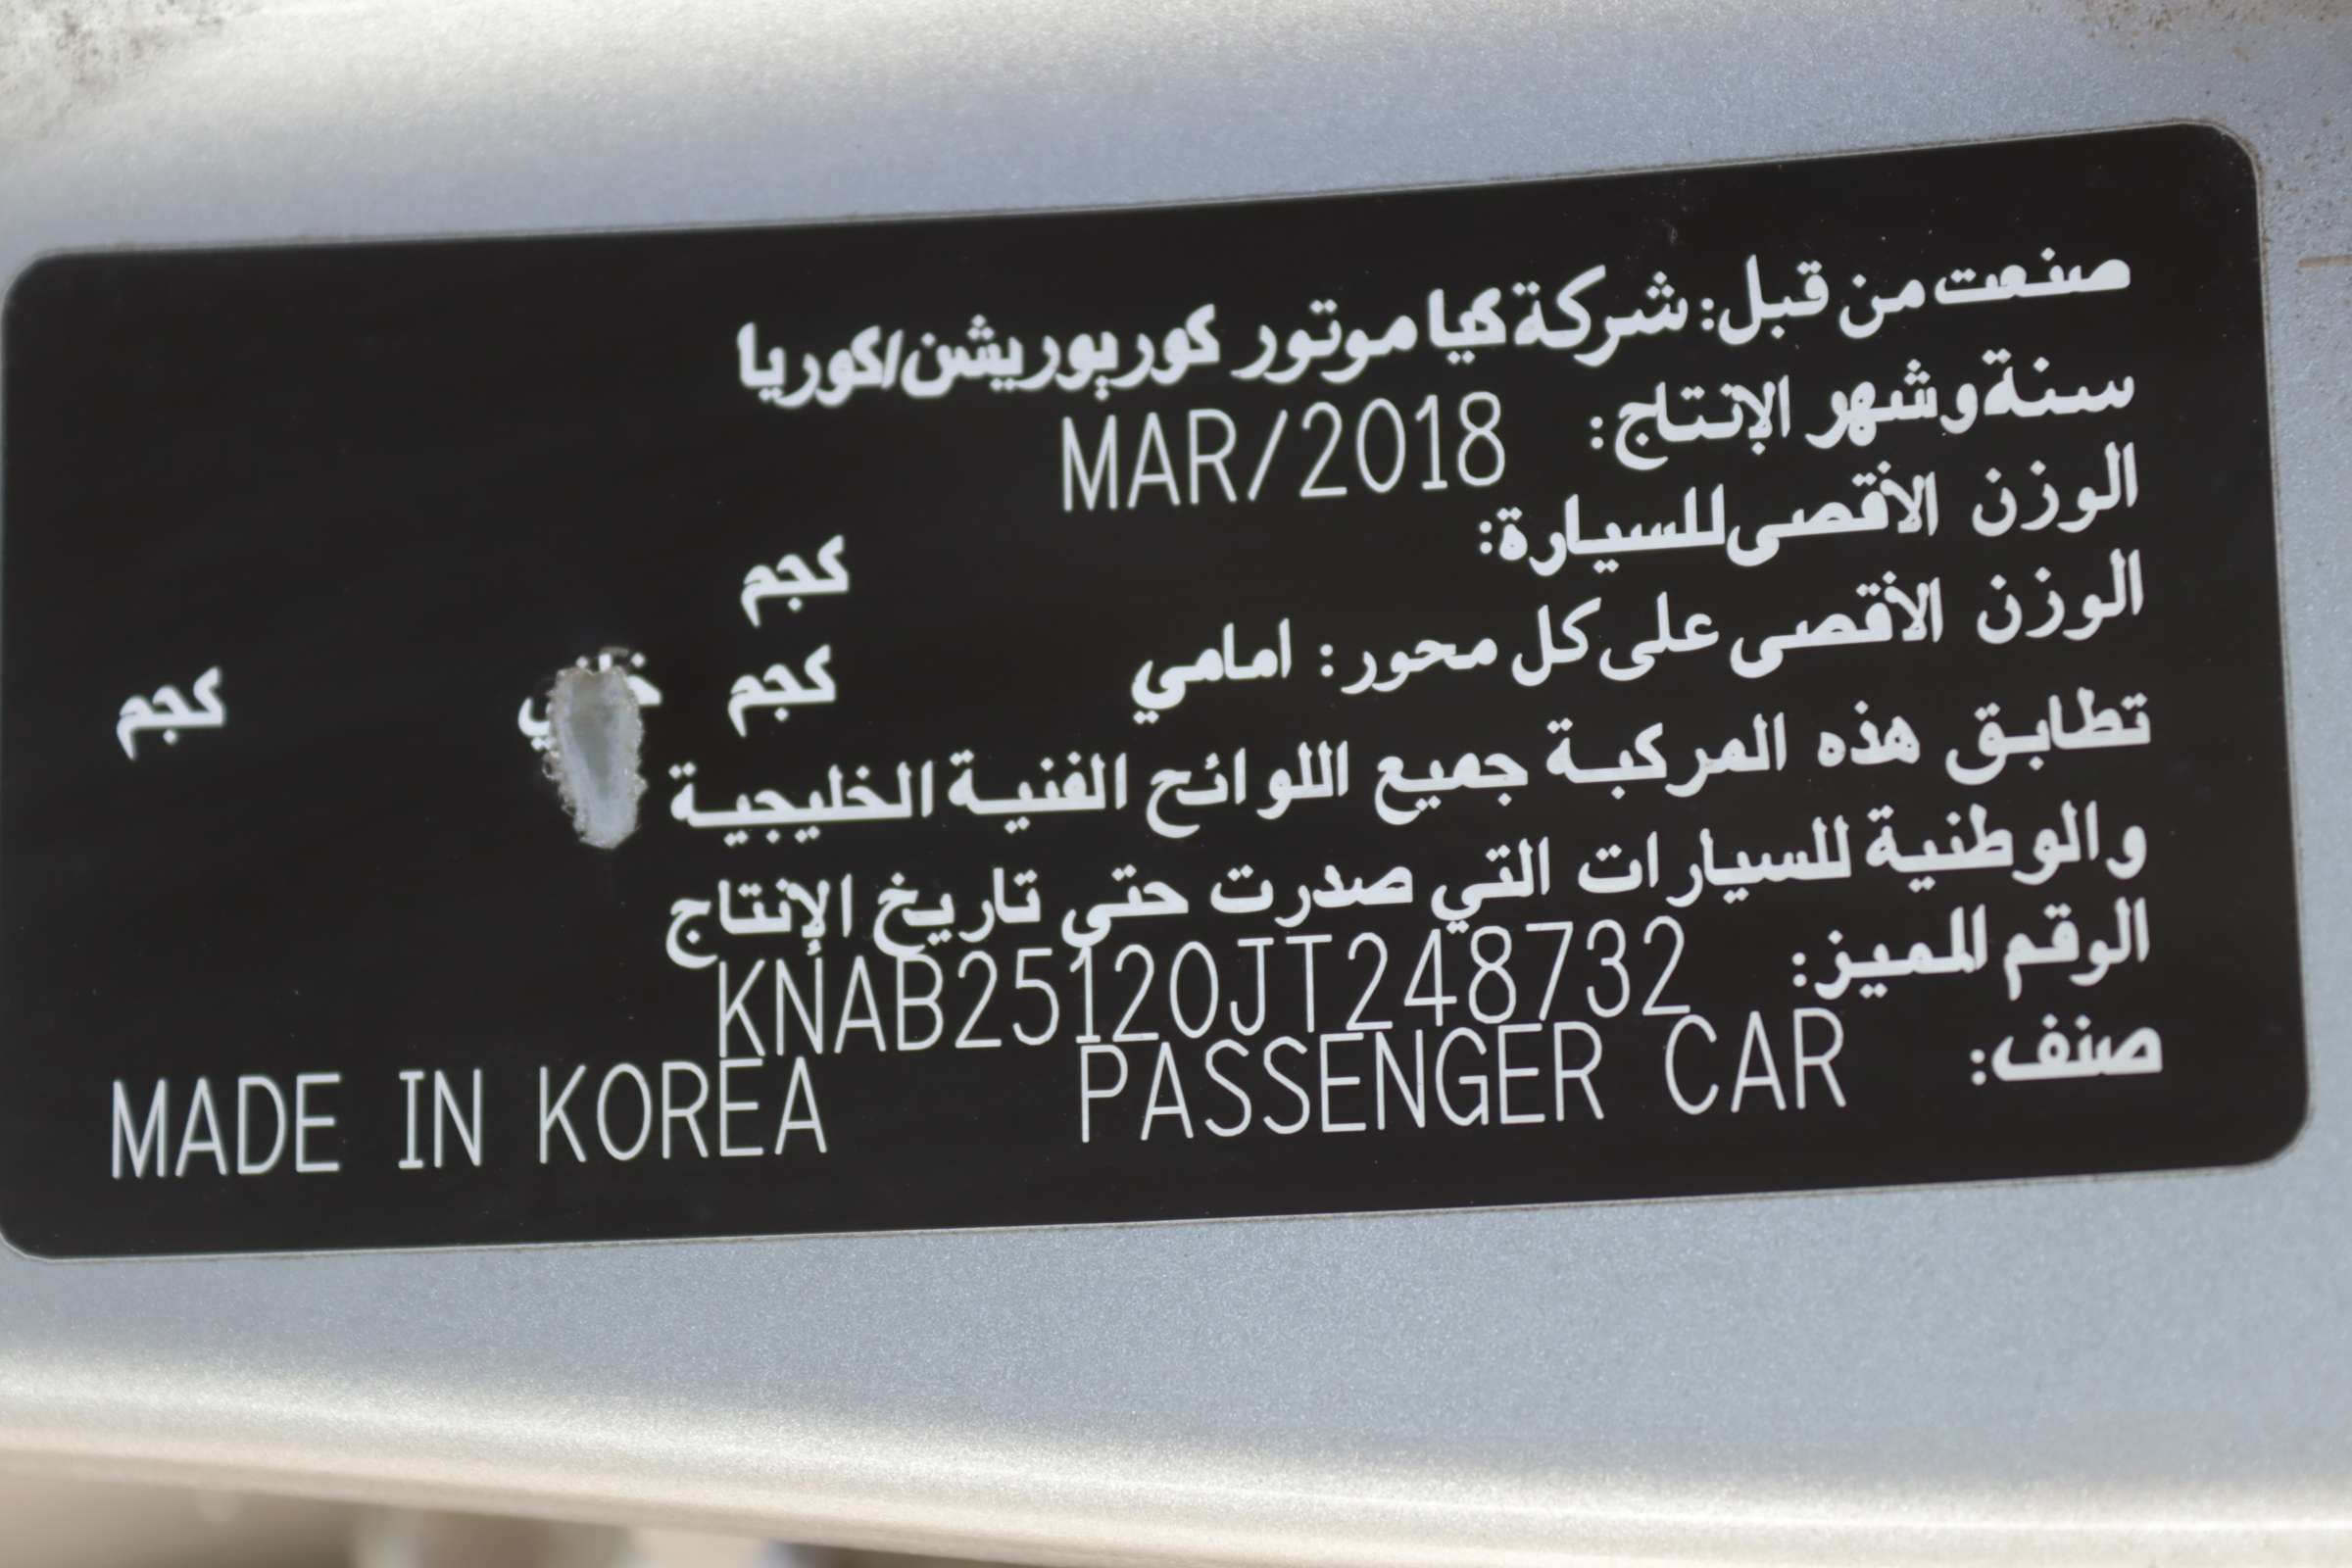 صنعت من قبل: شركة كيا موتور كوربوريشن/كوريا
سنة وشهر الإنتاج: MAR/2018
الوزن الأقصى للسيارة: كجم
الوزن الأقصى على كل محور: امامي كجم كجم
تطابق هذه المركبة جميع اللوائح الفنية الخليجية
والوطنية للسيارات التي صدرت حتى تاريخ الإنتاج
الوقم المميز: KNAB25120JT248732
صنف: PASSENGER CAR MADE IN KOREA